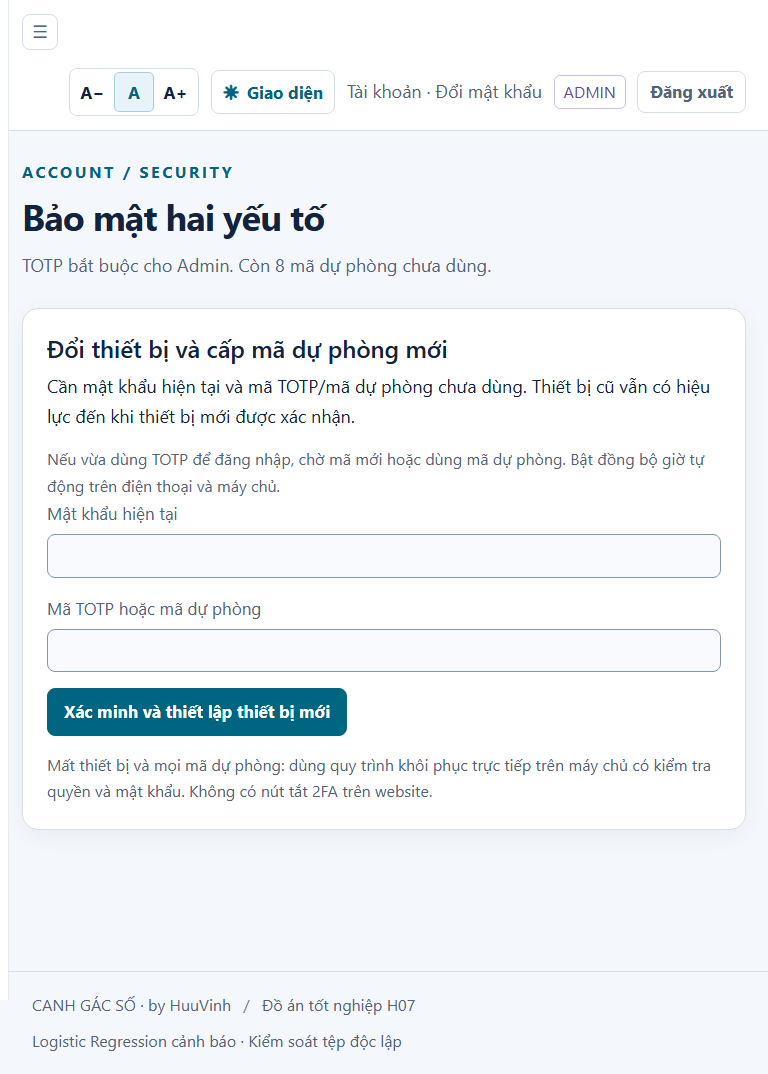 ☰
A− A A+ ✷ Giao diện Tài khoản · Đổi mật khẩu ADMIN Đăng xuất
ACCOUNT / SECURITY
Bảo mật hai yếu tố
TOTP bắt buộc cho Admin. Còn 8 mã dự phòng chưa dùng.
Đổi thiết bị và cấp mã dự phòng mới
Cần mật khẩu hiện tại và mã TOTP/mã dự phòng chưa dùng. Thiết bị cũ vẫn có hiệu
lực đến khi thiết bị mới được xác nhận.
Nếu vừa dùng TOTP để đăng nhập, chờ mã mới hoặc dùng mã dự phòng. Bật đồng bộ giờ tự
động trên điện thoại và máy chủ.
Mật khẩu hiện tại
Mã TOTP hoặc mã dự phòng
Xác minh và thiết lập thiết bị mới
Mất thiết bị và mọi mã dự phòng: dùng quy trình khôi phục trực tiếp trên máy chủ có kiểm tra
quyền và mật khẩu. Không có nút tắt 2FA trên website.
CANH GÁC SỐ · by HuuVinh / Đồ án tốt nghiệp H07
Logistic Regression cảnh báo · Kiểm soát tệp độc lập